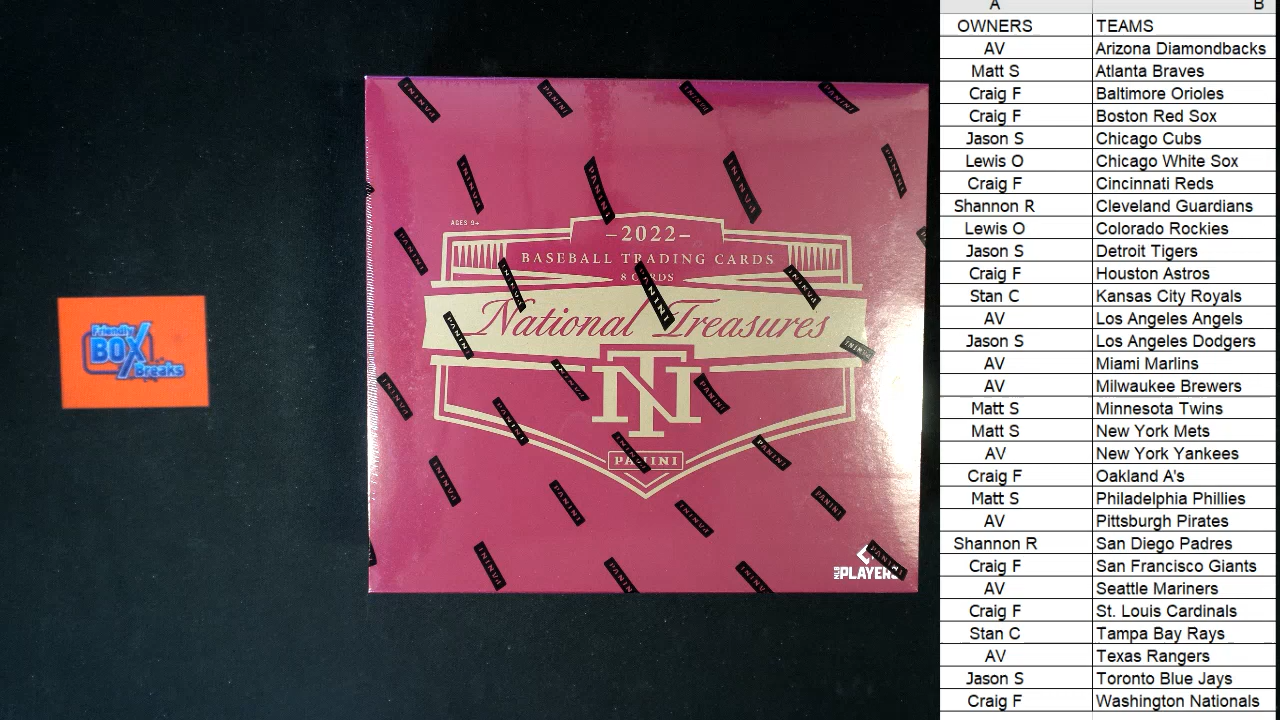 Friendly
BOX
Breaks
AGES 9+
-2022-
BASEBALL TRADING CARDS
8 CARDS
National Treasures
NT
PANINI
MLB PLAYERS
A B
OWNERS TEAMS
AV Arizona Diamondbacks
Matt S Atlanta Braves
Craig F Baltimore Orioles
Craig F Boston Red Sox
Jason S Chicago Cubs
Lewis O Chicago White Sox
Craig F Cincinnati Reds
Shannon R Cleveland Guardians
Lewis O Colorado Rockies
Jason S Detroit Tigers
Craig F Houston Astros
Stan C Kansas City Royals
AV Los Angeles Angels
Jason S Los Angeles Dodgers
AV Miami Marlins
AV Milwaukee Brewers
Matt S Minnesota Twins
Matt S New York Mets
AV New York Yankees
Craig F Oakland A's
Matt S Philadelphia Phillies
AV Pittsburgh Pirates
Shannon R San Diego Padres
Craig F San Francisco Giants
AV Seattle Mariners
Craig F St. Louis Cardinals
Stan C Tampa Bay Rays
AV Texas Rangers
Jason S Toronto Blue Jays
Craig F Washington Nationals